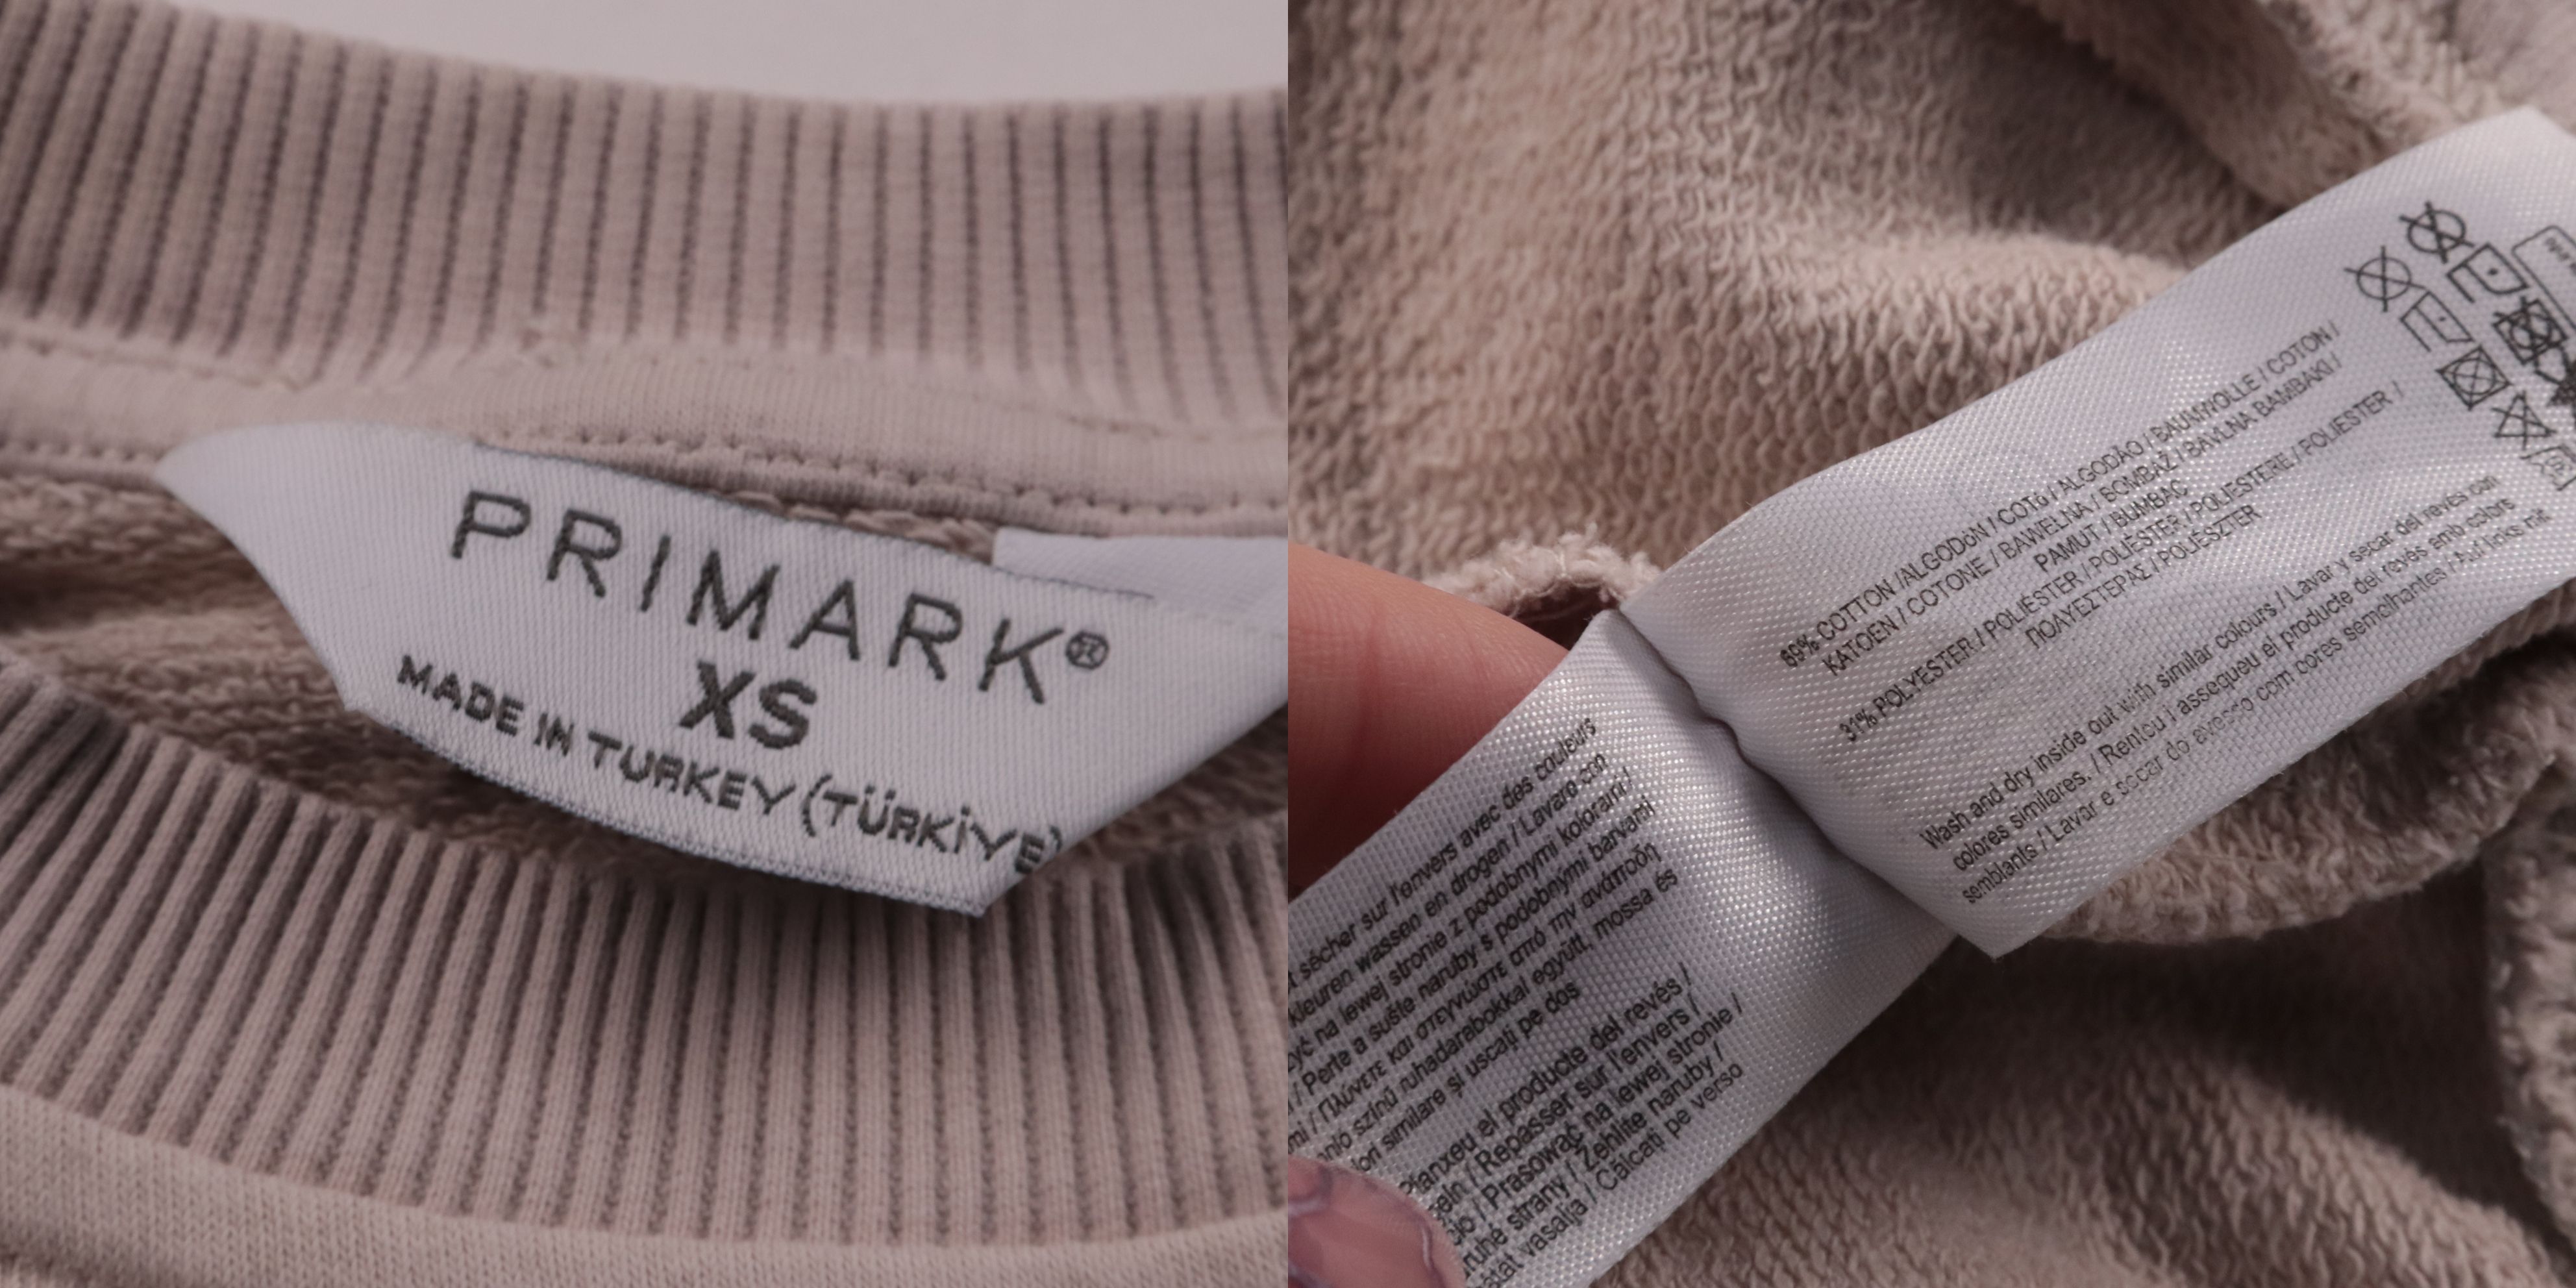 PRIMARK®
XS
MADE IN TURKEY (TÜRKİYE)
69% COTTON /ALGODóN / COTó / ALGODÃO / BAUMWOLLE / COTON /
KATOEN / COTONE / BAWEŁNA / BOMBAŽ / BAVLNA BAMBAKI /
PAMUT / BUMBAC
31% POLYESTER / POLIÉSTER / POLIÈSTER / POLIESTERE / POLIESTER /
ΠΟΛΥΕΣΤΕΡΑΣ / POLÉSZTER
Wash and dry inside out with similar colours / Lavar y secar del revés con
colores similares. / Renteu i assequeu el producte del revés amb colors
semblants / Lavar e secar do avesso com cores semelhantes / Auf links mit
sécher sur l'envers avec des couleurs
kleuren wassen en drogen / Lavare con
na lewej stronie z podobnymi kolorami /
/ Perte a sušte naruby s podobnými barvami
/ Πλύνετε και στεγνώστε από την ανάποδη
színű ruhadarabokkal együtt, mossa és
similare și uscați pe dos
Planxeu el producte del revés /
/ Repasser sur l'envers /
/ Prasować na lewej stronie /
strany / Žehlite naruby /
vasalja / Călcați pe verso